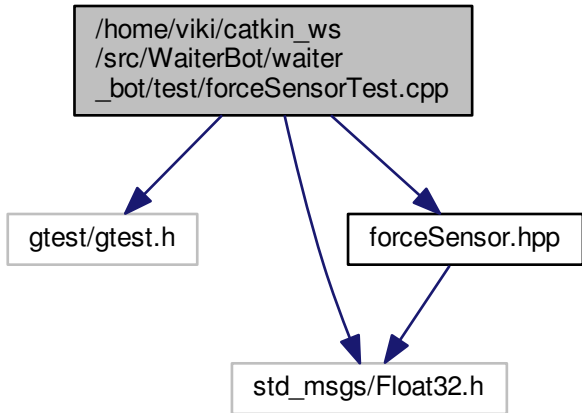 /home/viki/catkin_ws
/src/WaiterBot/waiter
_bot/test/forceSensorTest.cpp
gtest/gtest.h
forceSensor.hpp
std_msgs/Float32.h